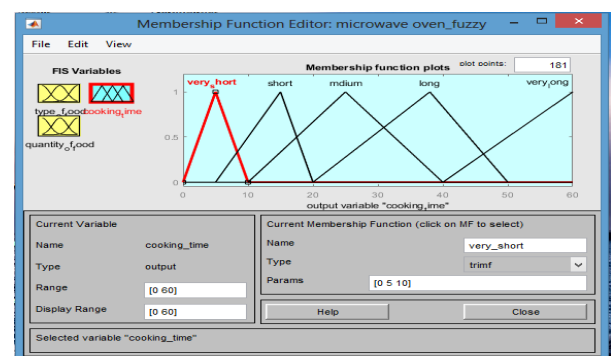 Membership Function Editor: microwave oven_fuzzy
File Edit View
FIS Variables
Membership function plots
plot points: 181
type_food
cooking_time
quantity_of_food
very_short short mdium long very_long
1
0.5
0
0 10 20 30 40 50 60
output variable "cooking_time"
Current Variable
Name cooking_time
Type output
Range [0 60]
Display Range [0 60]
Current Membership Function (click on MF to select)
Name very_short
Type trimf
Params [0 5 10]
Help Close
Selected variable "cooking_time"